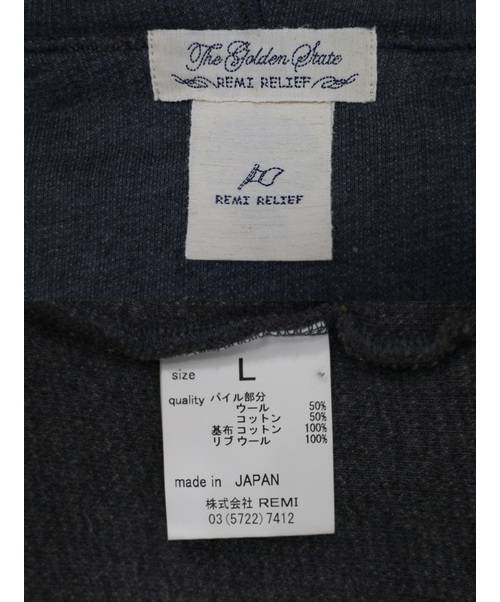 The Golden State
REMI RELIEF
REMI RELIEF
size L
quality パイル部分
ウール 50%
コットン 50%
基布 コットン 100%
リブ ウール 100%
made in JAPAN
株式会社 REMI
03(5722)7412